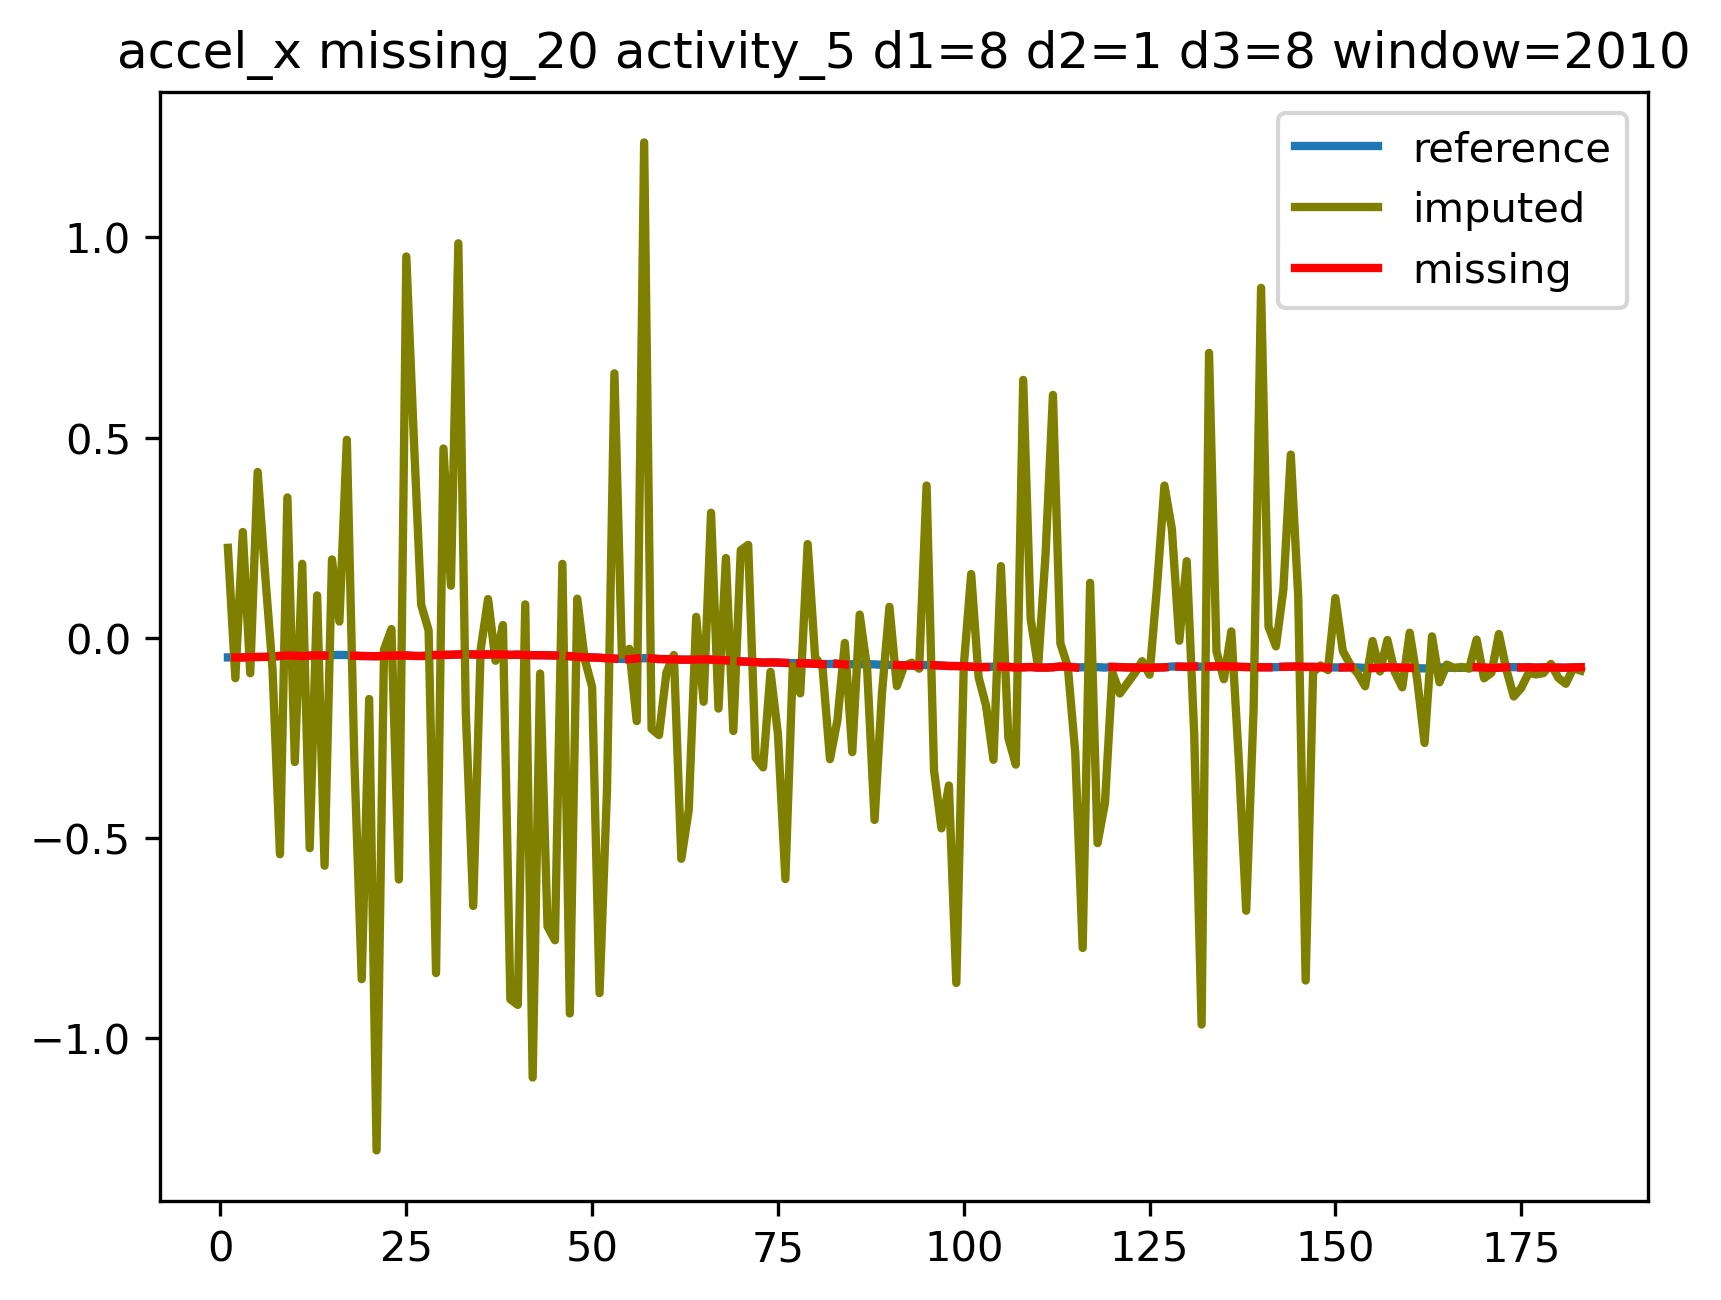 accel_x missing_20 activity_5 d1=8 d2=1 d3=8 window=2010
reference
imputed
missing
1.0
0.5
0.0
−0.5
−1.0
0 25 50 75 100 125 150 175